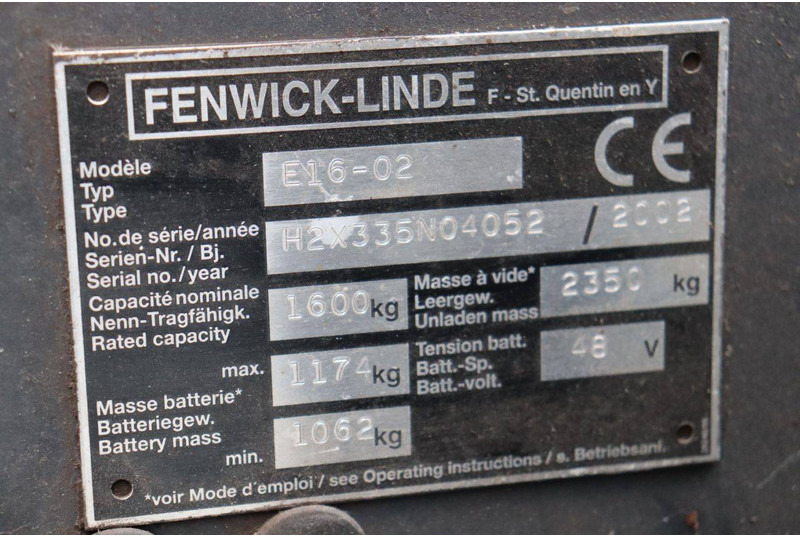 FENWICK-LINDE F - St. Quentin en Y
CE
Modèle
Typ
Type
E16-02
No. de série/année
Serien-Nr. / Bj.
Serial no./year
H2X335N04052 / 2002
Capacité nominale
Nenn-Tragfähigk.
Rated capacity
1600 kg
Masse à vide*
Leergew.
Unladen mass
2350 kg
max. 1174 kg
Tension batt.
Batt.-Sp.
Batt.-volt.
48 V
Masse batterie*
Batteriegew.
Battery mass
min. 1062 kg
*voir Mode d'emploi / see Operating instructions / s. Betriebsanl.